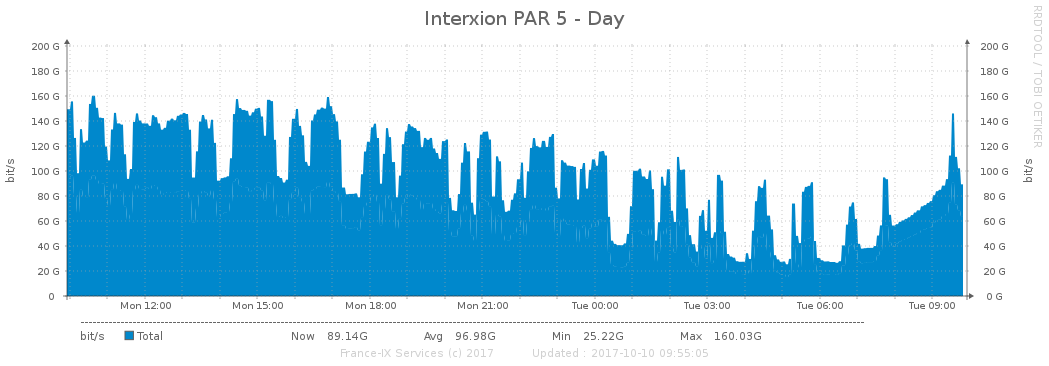 Interxion PAR 5 - Day
RRDTOOL / TOBI OETIKER
bit/s
bit/s
200 G 200 G
180 G 180 G
160 G 160 G
140 G 140 G
120 G 120 G
100 G 100 G
80 G 80 G
60 G 60 G
40 G 40 G
20 G 20 G
0 0 G
Mon 12:00 Mon 15:00 Mon 18:00 Mon 21:00 Tue 00:00 Tue 03:00 Tue 06:00 Tue 09:00
bit/s Total Now 89.14G Avg 96.98G Min 25.22G Max 160.03G
France-IX Services (c) 2017 Updated : 2017-10-10 09:55:05